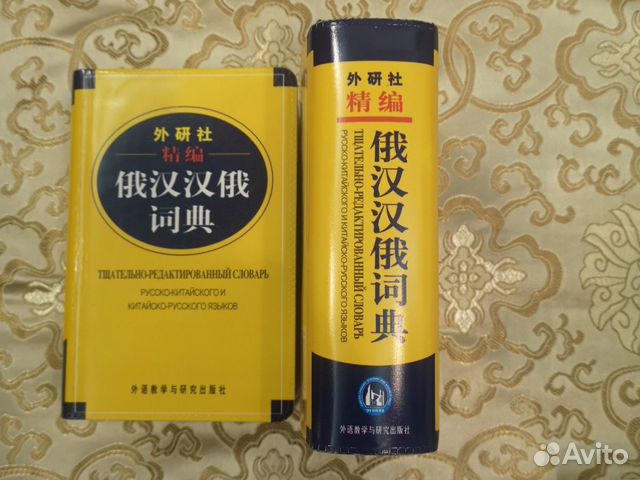 外研社
精编
俄汉汉俄
词典
ТЩАТЕЛЬНО-РЕДАКТИРОВАННЫЙ СЛОВАРЬ
РУССКО-КИТАЙСКОГО И
КИТАЙСКО-РУССКОГО ЯЗЫКОВ
外语教学与研究出版社
外研社
精编
俄汉汉俄词典
ТЩАТЕЛЬНО-РЕДАКТИРОВАННЫЙ СЛОВАРЬ
РУССКО-КИТАЙСКОГО И КИТАЙСКО-РУССКОГО ЯЗЫКОВ
外语教学与研究出版社
Avito